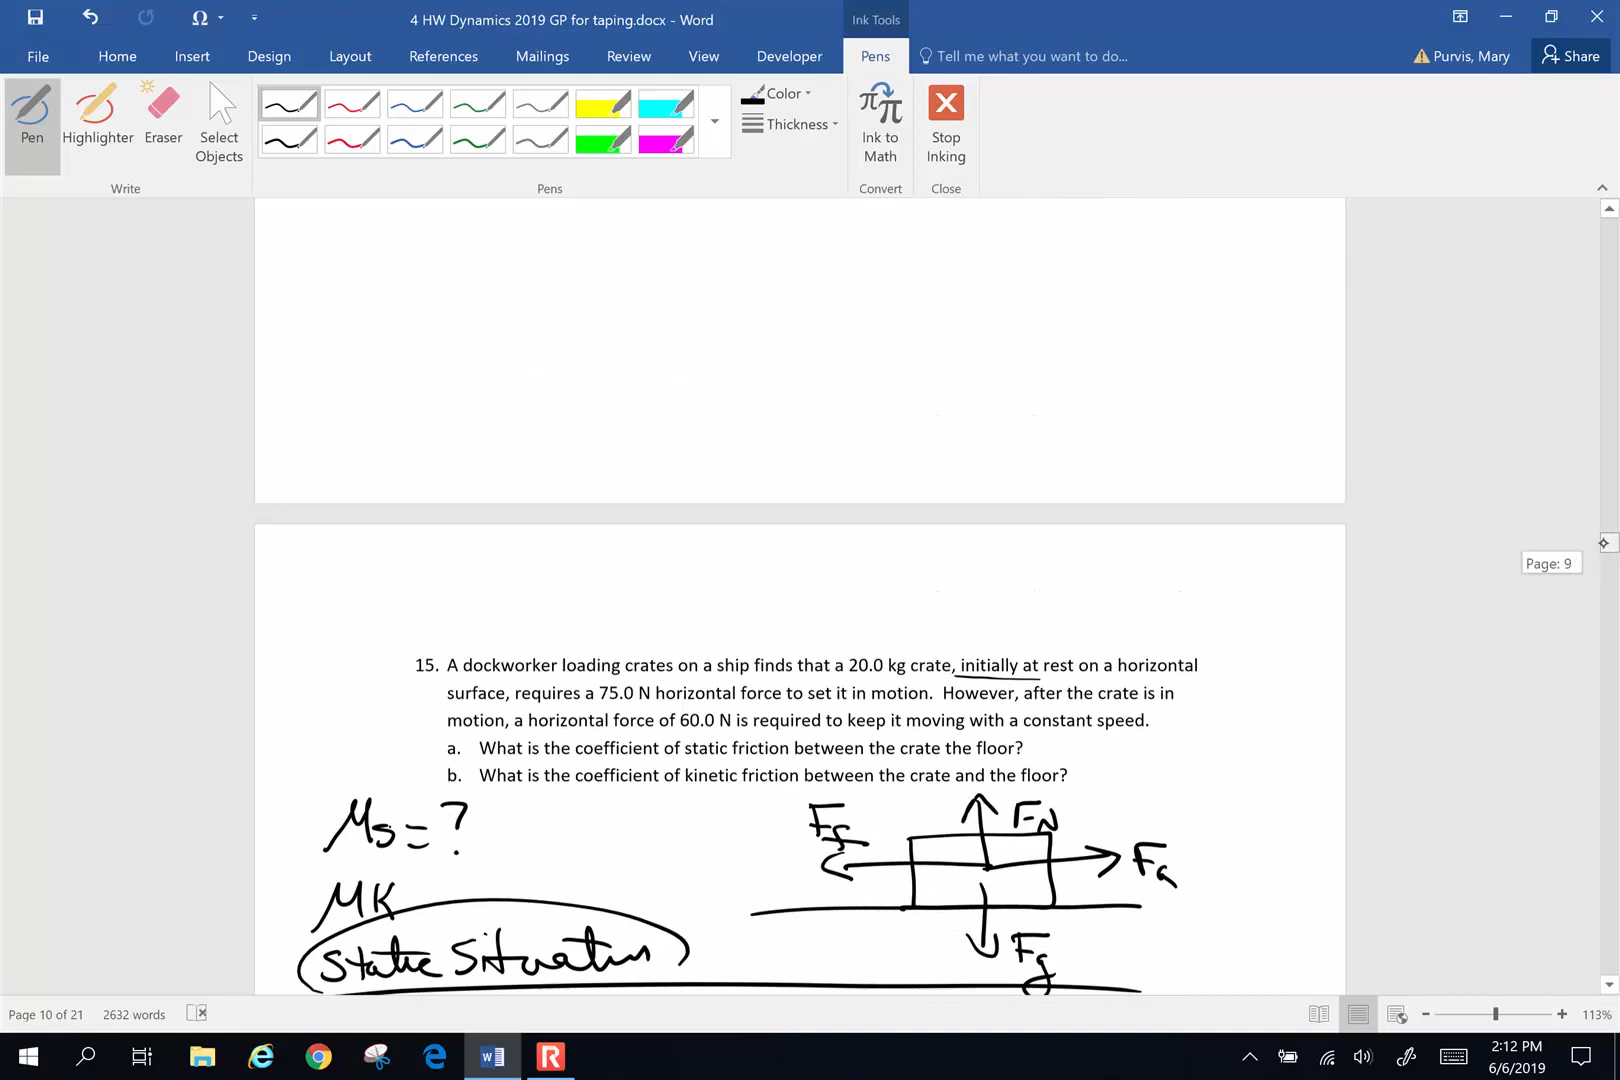 4 HW Dynamics 2019 GP for taping.docx - Word
Ink Tools
File
Home
Insert
Design
Layout
References
Mailings
Review
View
Developer
Pens
Tell me what you want to do...
Purvis, Mary
Share
Pen
Highlighter
Eraser
Select
Objects
Write
Color
Thickness
Pens
Ink to
Math
Convert
Stop
Inking
Close
Page: 9
15. A dockworker loading crates on a ship finds that a 20.0 kg crate, initially at rest on a horizontal
surface, requires a 75.0 N horizontal force to set it in motion. However, after the crate is in
motion, a horizontal force of 60.0 N is required to keep it moving with a constant speed.
a. What is the coefficient of static friction between the crate the floor?
b. What is the coefficient of kinetic friction between the crate and the floor?
μs = ?
Ff
FN
Fa
μK
Static Situation
Fg
Page 10 of 21
2632 words
113%
2:12 PM
6/6/2019